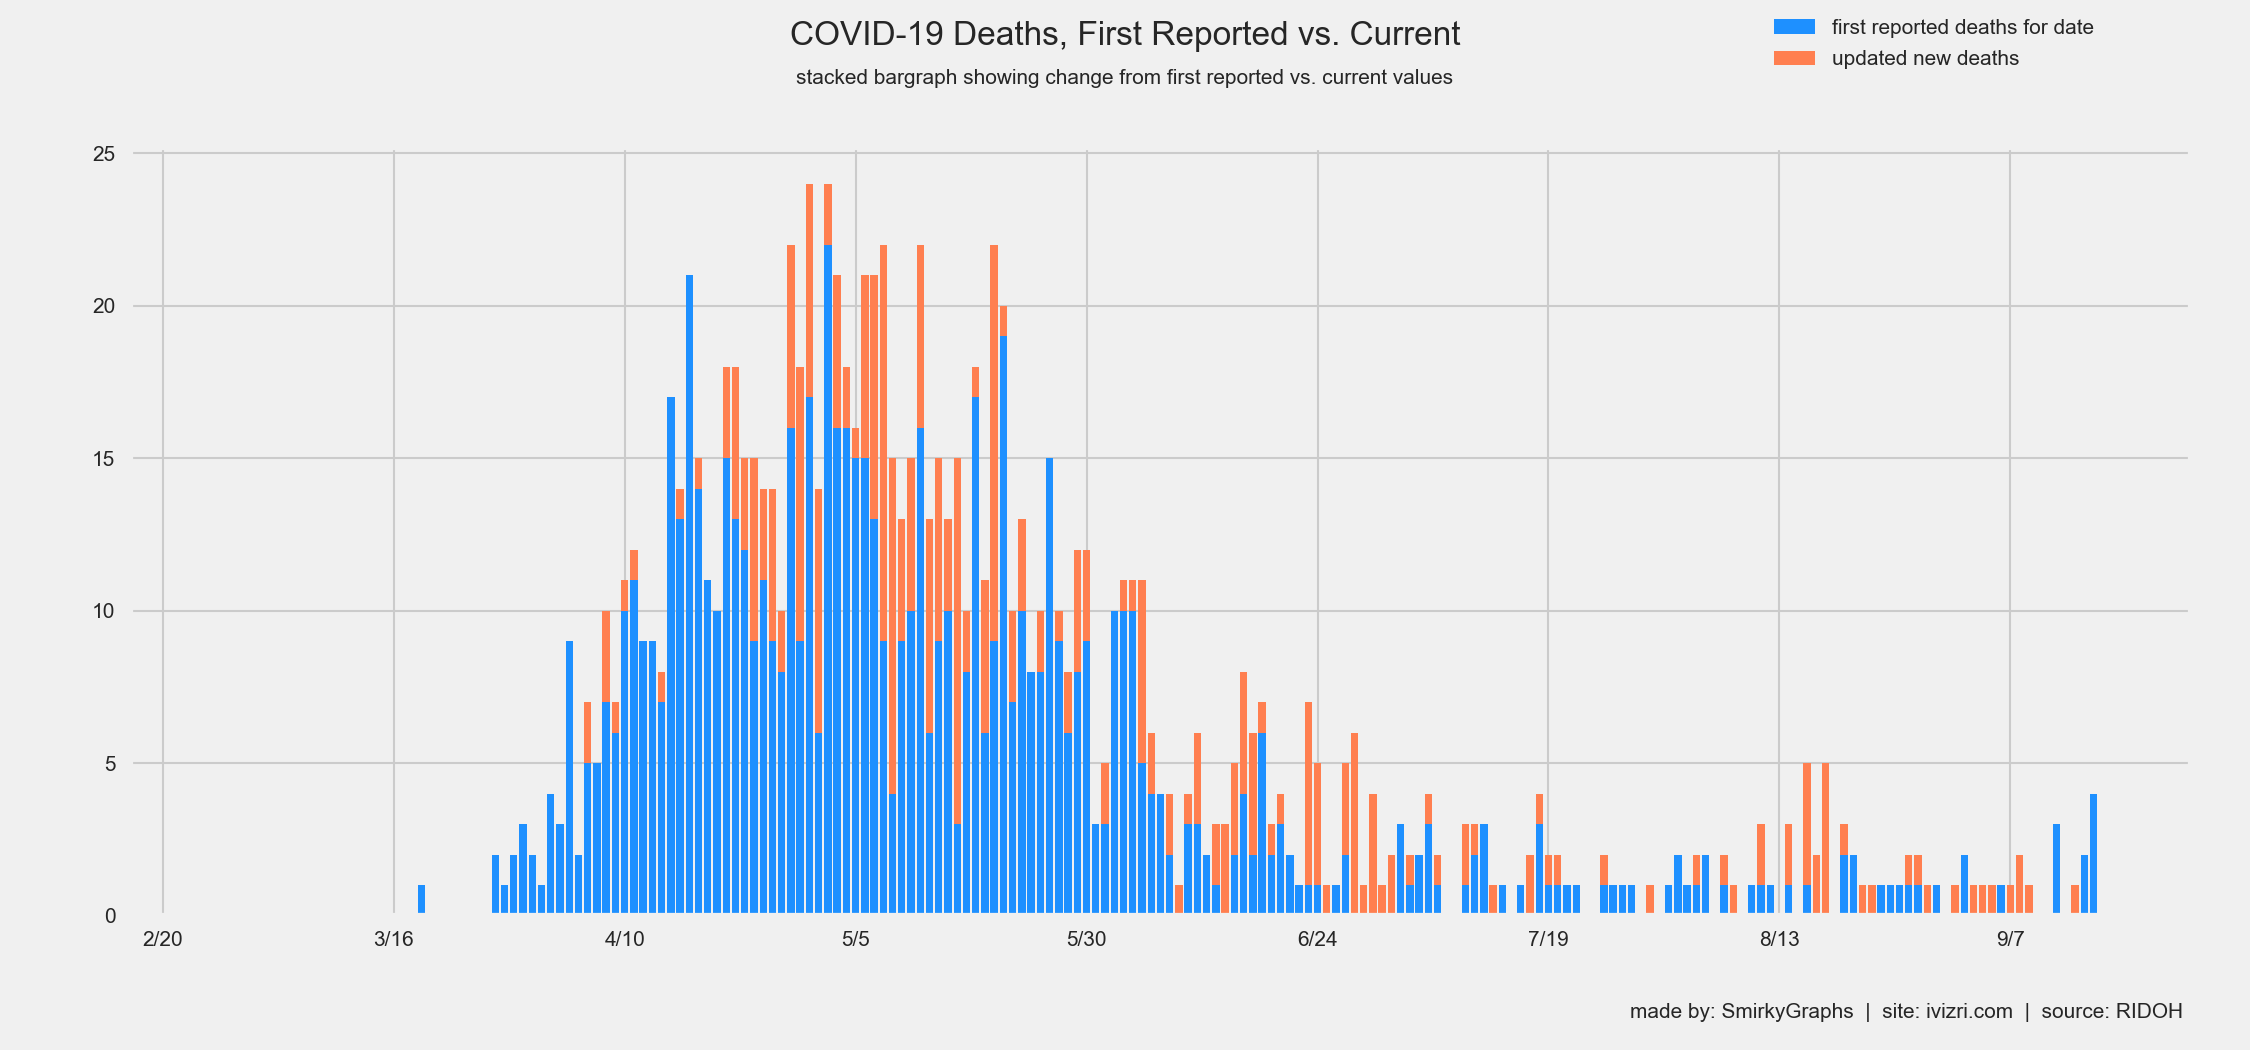 COVID-19 Deaths, First Reported vs. Current
stacked bargraph showing change from first reported vs. current values
first reported deaths for date
updated new deaths
25
20
15
10
5
0
2/20 3/16 4/10 5/5 5/30 6/24 7/19 8/13 9/7
made by: SmirkyGraphs | site: ivizri.com | source: RIDOH